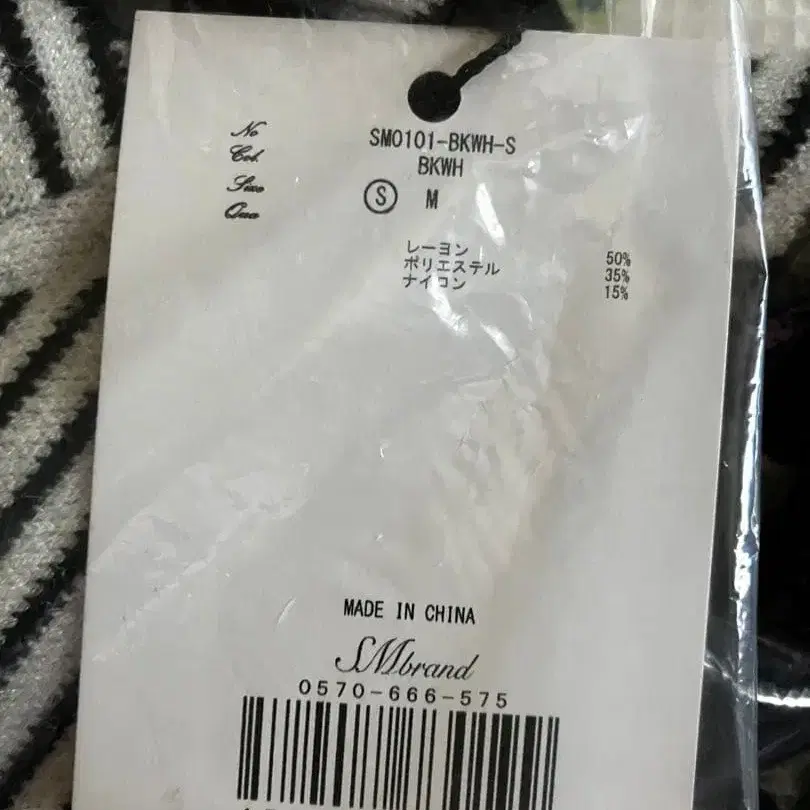 No SM0101-BKWH-S
Col. BKWH
Size Ⓢ M
Qua
レーヨン 50%
ポリエステル 35%
ナイロン 15%
MADE IN CHINA
SMbrand
0570-666-575